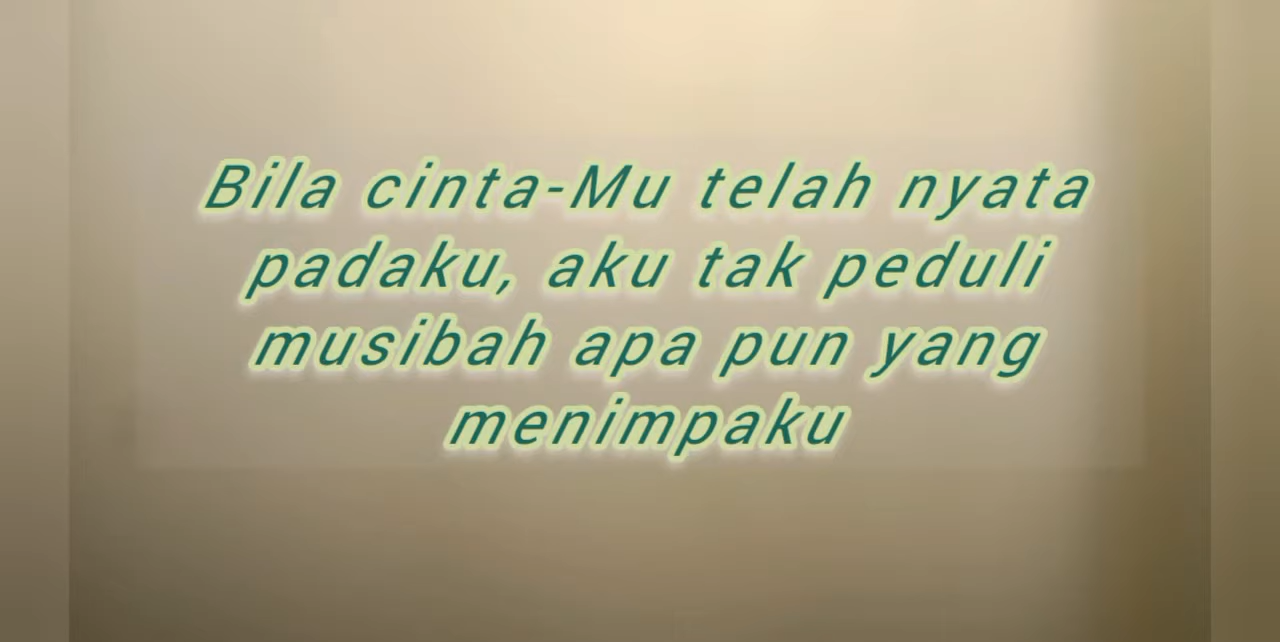 Bila cinta-Mu telah nyata
padaku, aku tak peduli
musibah apa pun yang
menimpaku